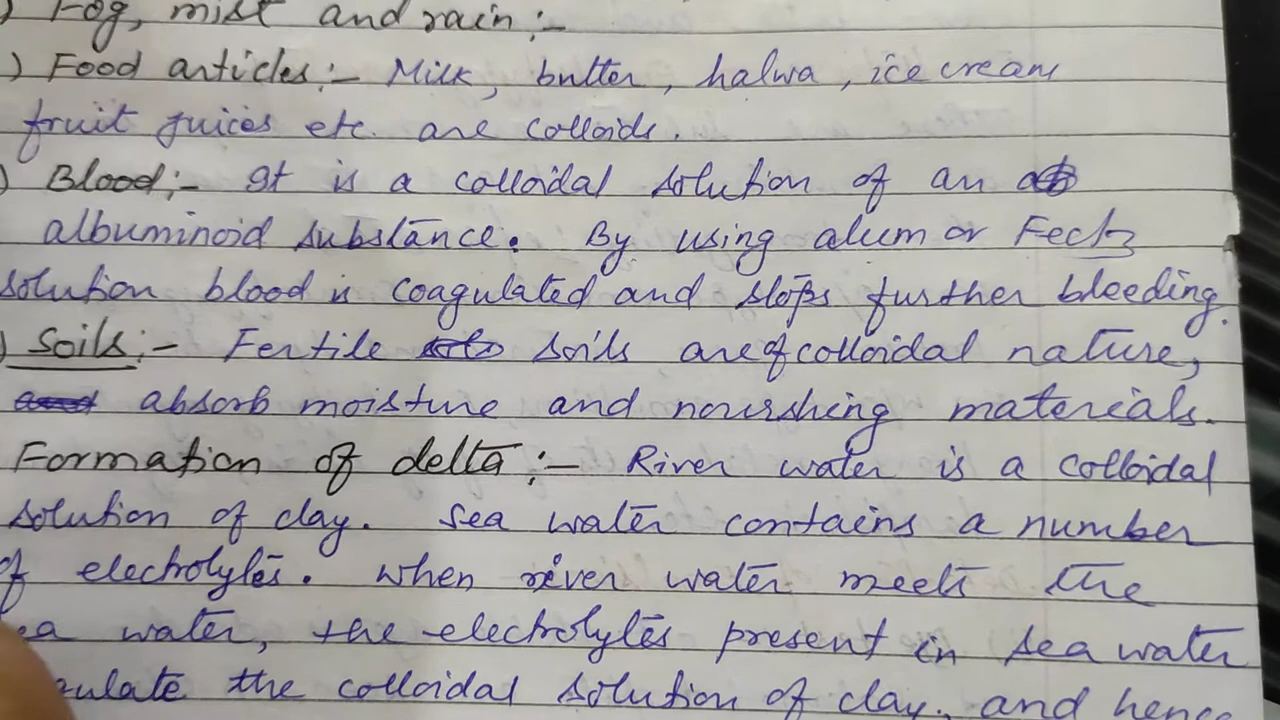 ) Fog, mist and rain :-
) Food articles :- Milk, butter, halwa, ice cream
fruit juices etc. are colloids.
) Blood :- It is a colloidal solution of an
albuminoid substance. By using alum or FeCl3
solution blood is coagulated and stops further bleeding.
) Soils :- Fertile soils are of colloidal nature,
absorb moisture and nourshing materials.
Formation of delta :- River water is a colloidal
solution of clay. Sea water contains a number
of electrolytes. When river water meets the
ea water, the electrolytes present in sea water
gulate the colloidal solution of clay, and hence